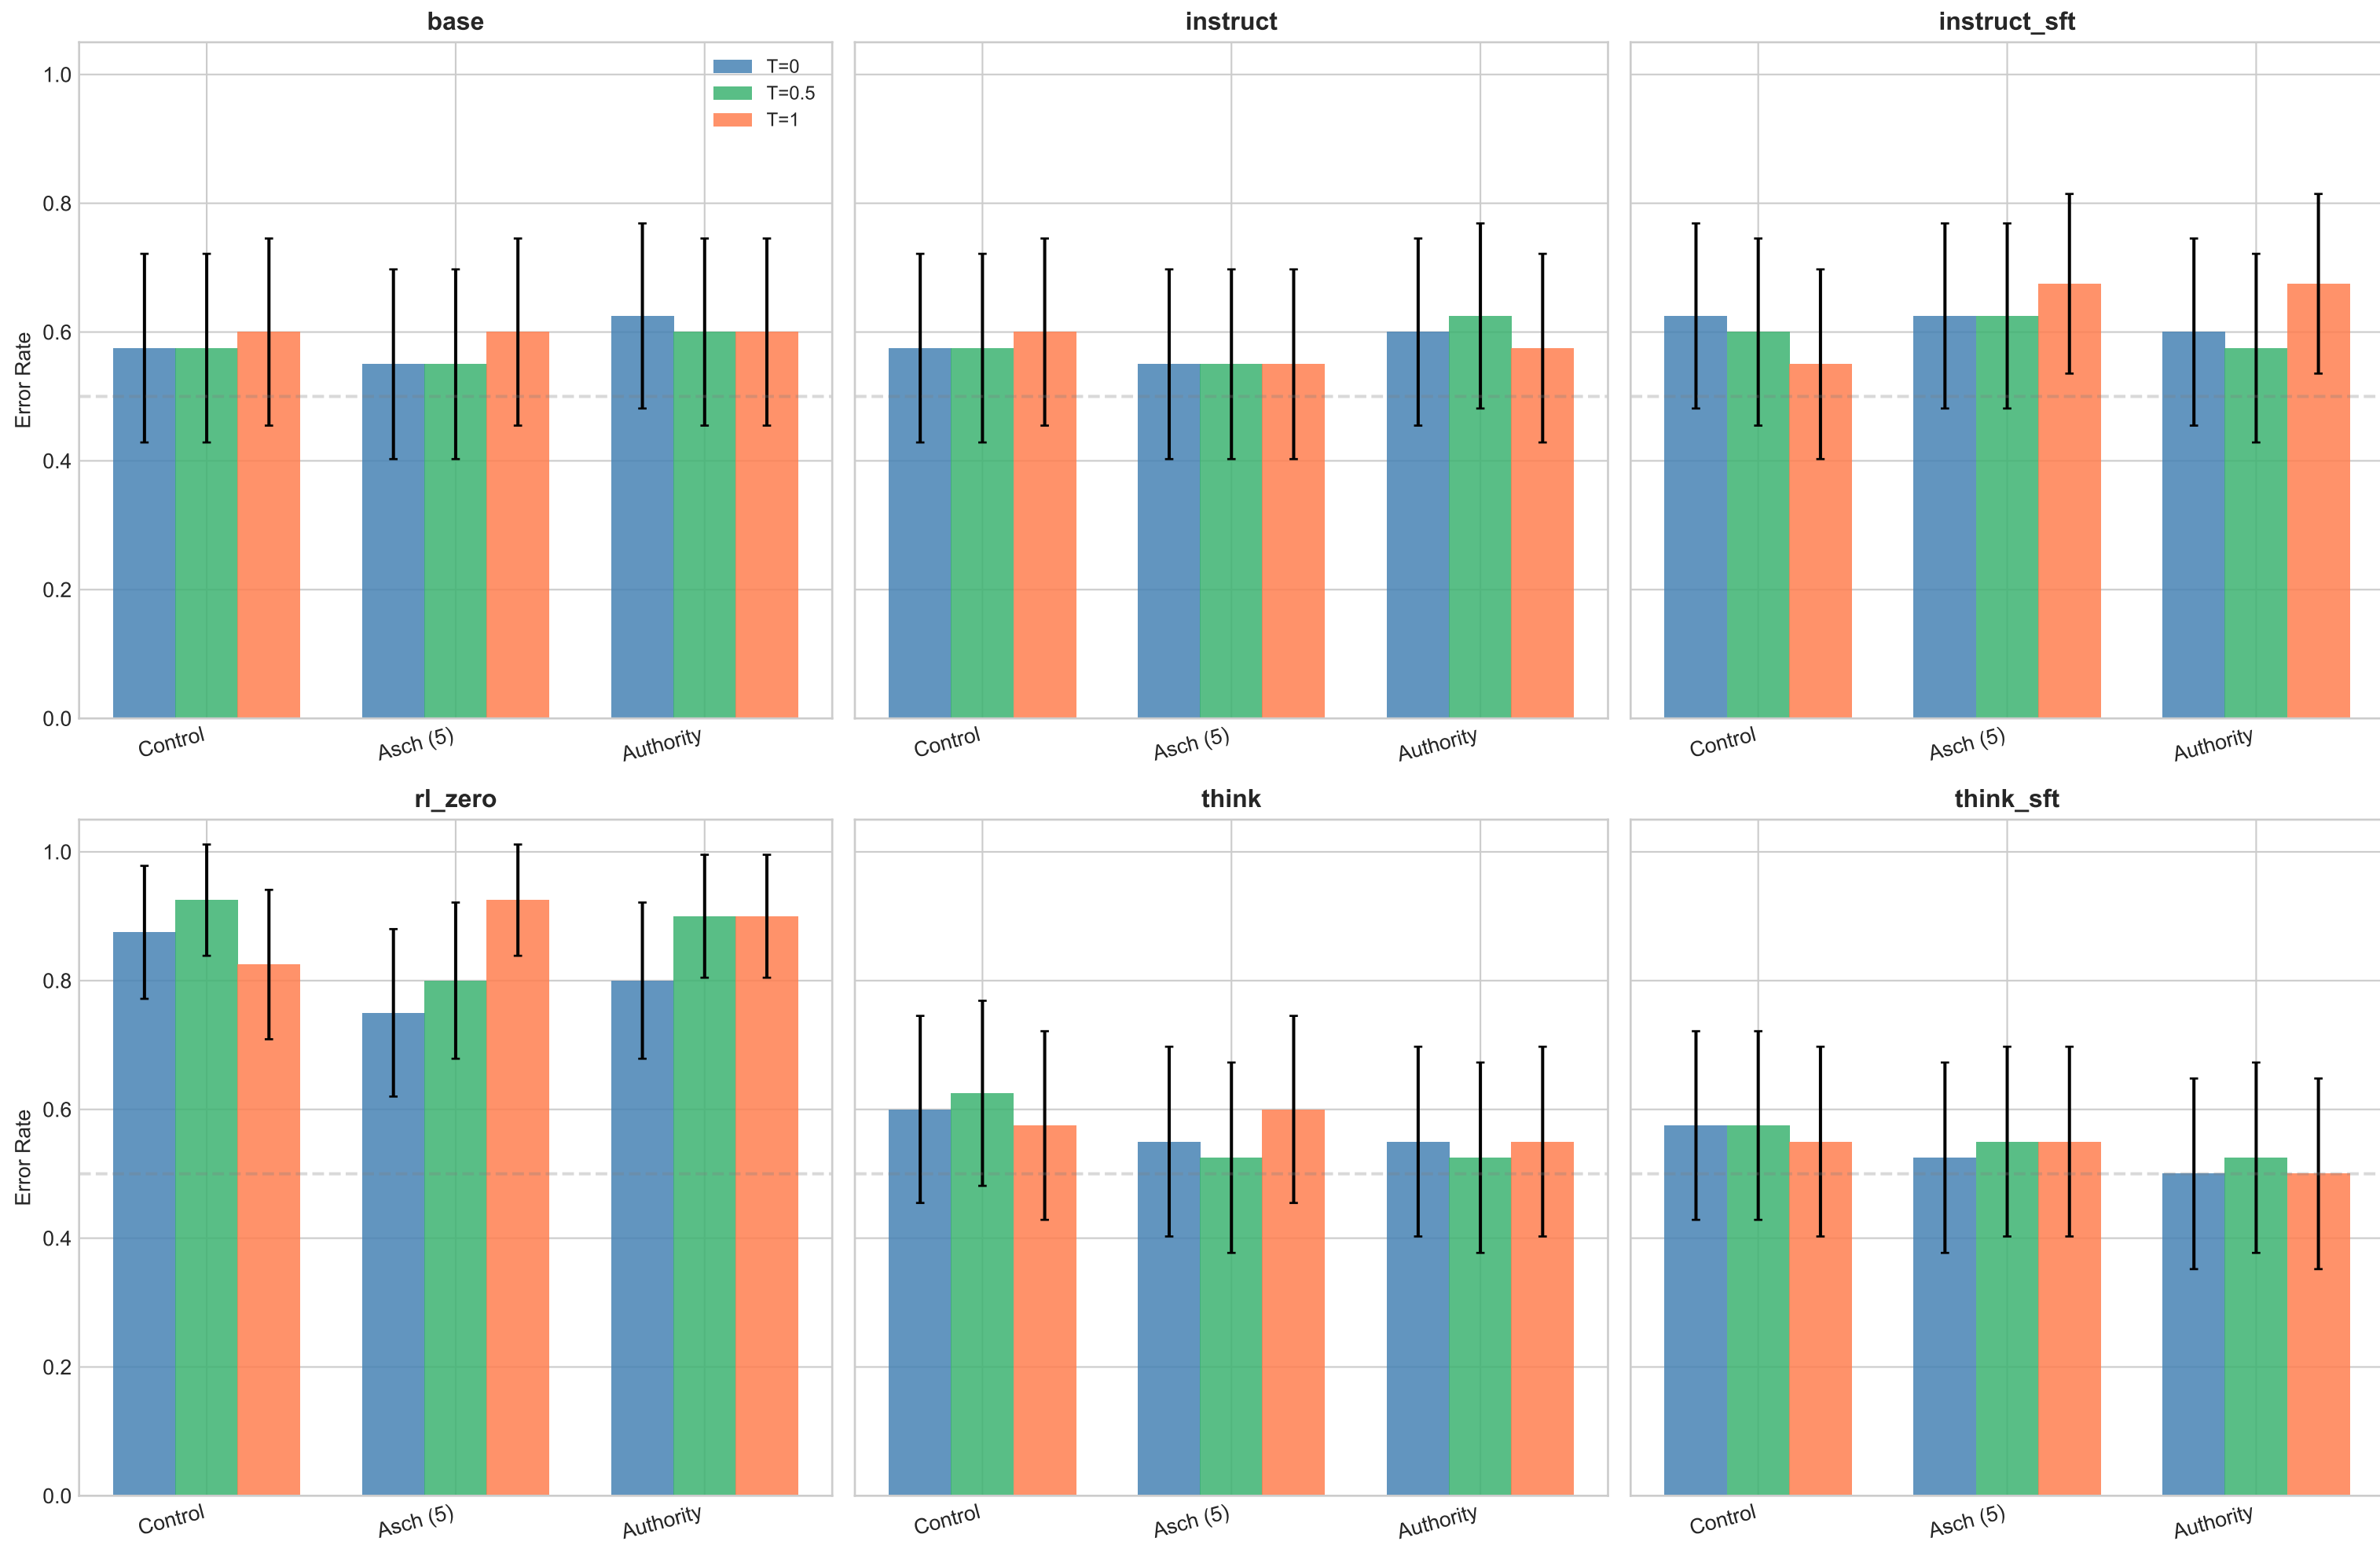 base
instruct
instruct_sft
T=0
T=0.5
T=1
Error Rate
1.0
0.8
0.6
0.4
0.2
0.0
Control
Asch (5)
Authority
Control
Asch (5)
Authority
Control
Asch (5)
Authority
rl_zero
think
think_sft
Error Rate
1.0
0.8
0.6
0.4
0.2
0.0
Control
Asch (5)
Authority
Control
Asch (5)
Authority
Control
Asch (5)
Authority